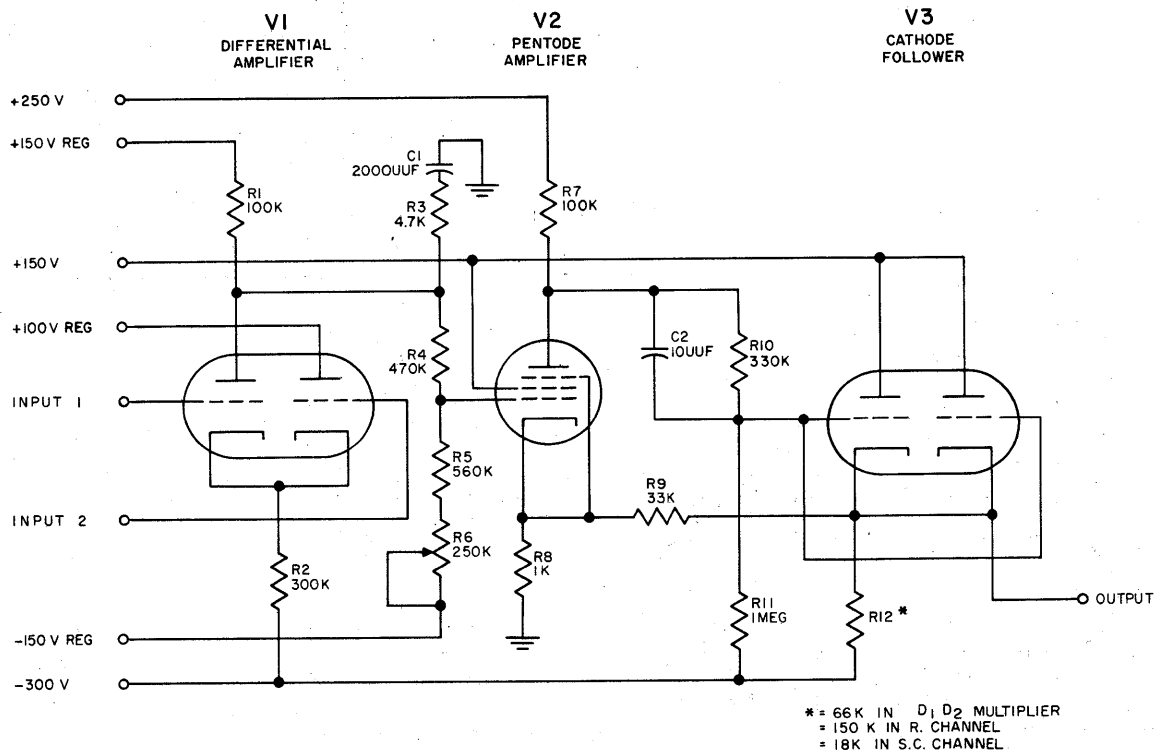 V1
DIFFERENTIAL
AMPLIFIER
V2
PENTODE
AMPLIFIER
V3
CATHODE
FOLLOWER
+250 V
+150 V REG
C1
2000UUF
R1
100K
R3
4.7K
R7
100K
+150 V
+100 V REG
R4
470K
C2
10UUF
R10
330K
INPUT 1
R5
560K
R9
33K
INPUT 2
R6
250K
R2
300K
R8
1K
R11
1MEG
R12 *
OUTPUT
-150 V REG
-300 V
* = 66K IN D1 D2 MULTIPLIER
= 150 K IN R. CHANNEL
= 18K IN S.C. CHANNEL